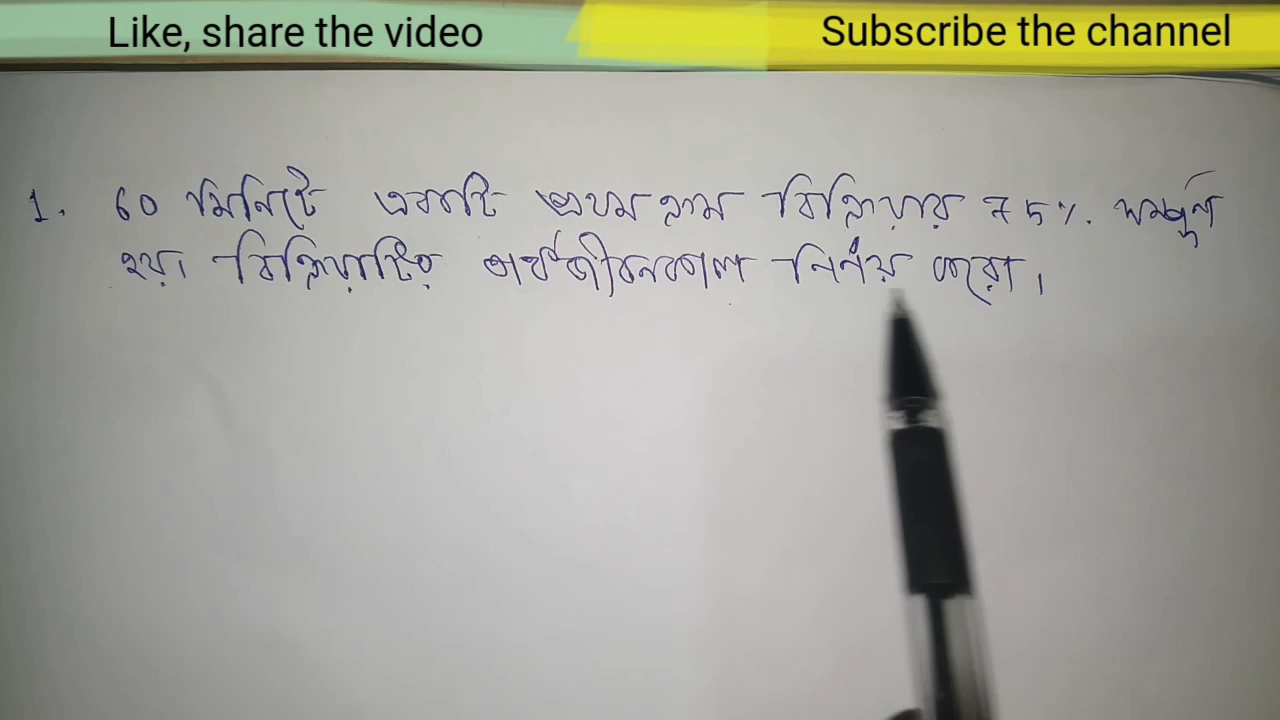 Like, share the video
Subscribe the channel
1. 60 মিনিটে একটি প্রথম ক্রম বিক্রিয়ার 75%. সম্পূর্ণ
হয়। বিক্রিয়াটির অর্ধজীবনকাল নির্ণয় করো।